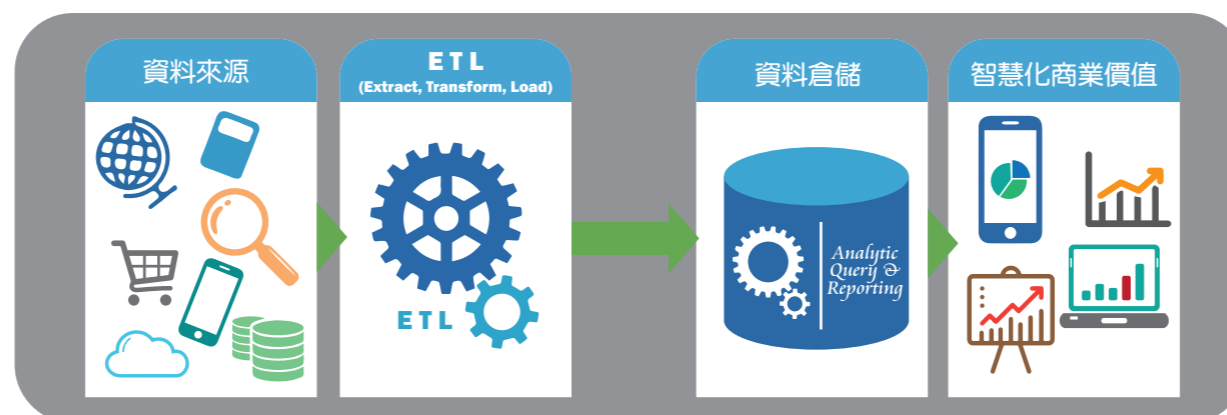 資料來源
ETL
(Extract, Transform, Load)
ETL
資料倉儲
Analytic
Query &
Reporting
智慧化商業價值